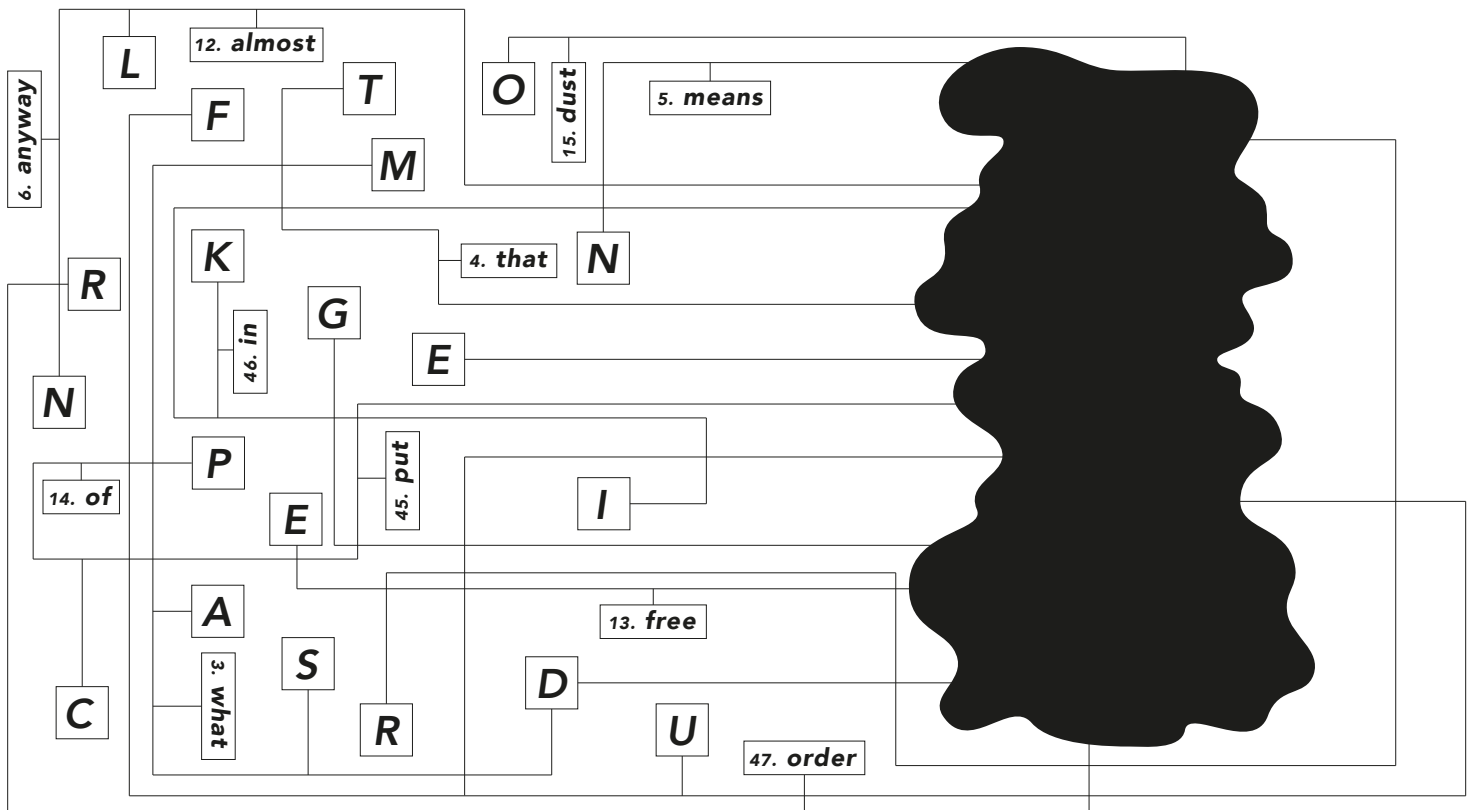 L
12. almost
O
6. anyway
T
15. dust
5. means
F
M
K
4. that
N
R
G
46. in
E
N
P
45. put
14. of
I
E
A
13. free
S
3. what
D
C
R
U
47. order